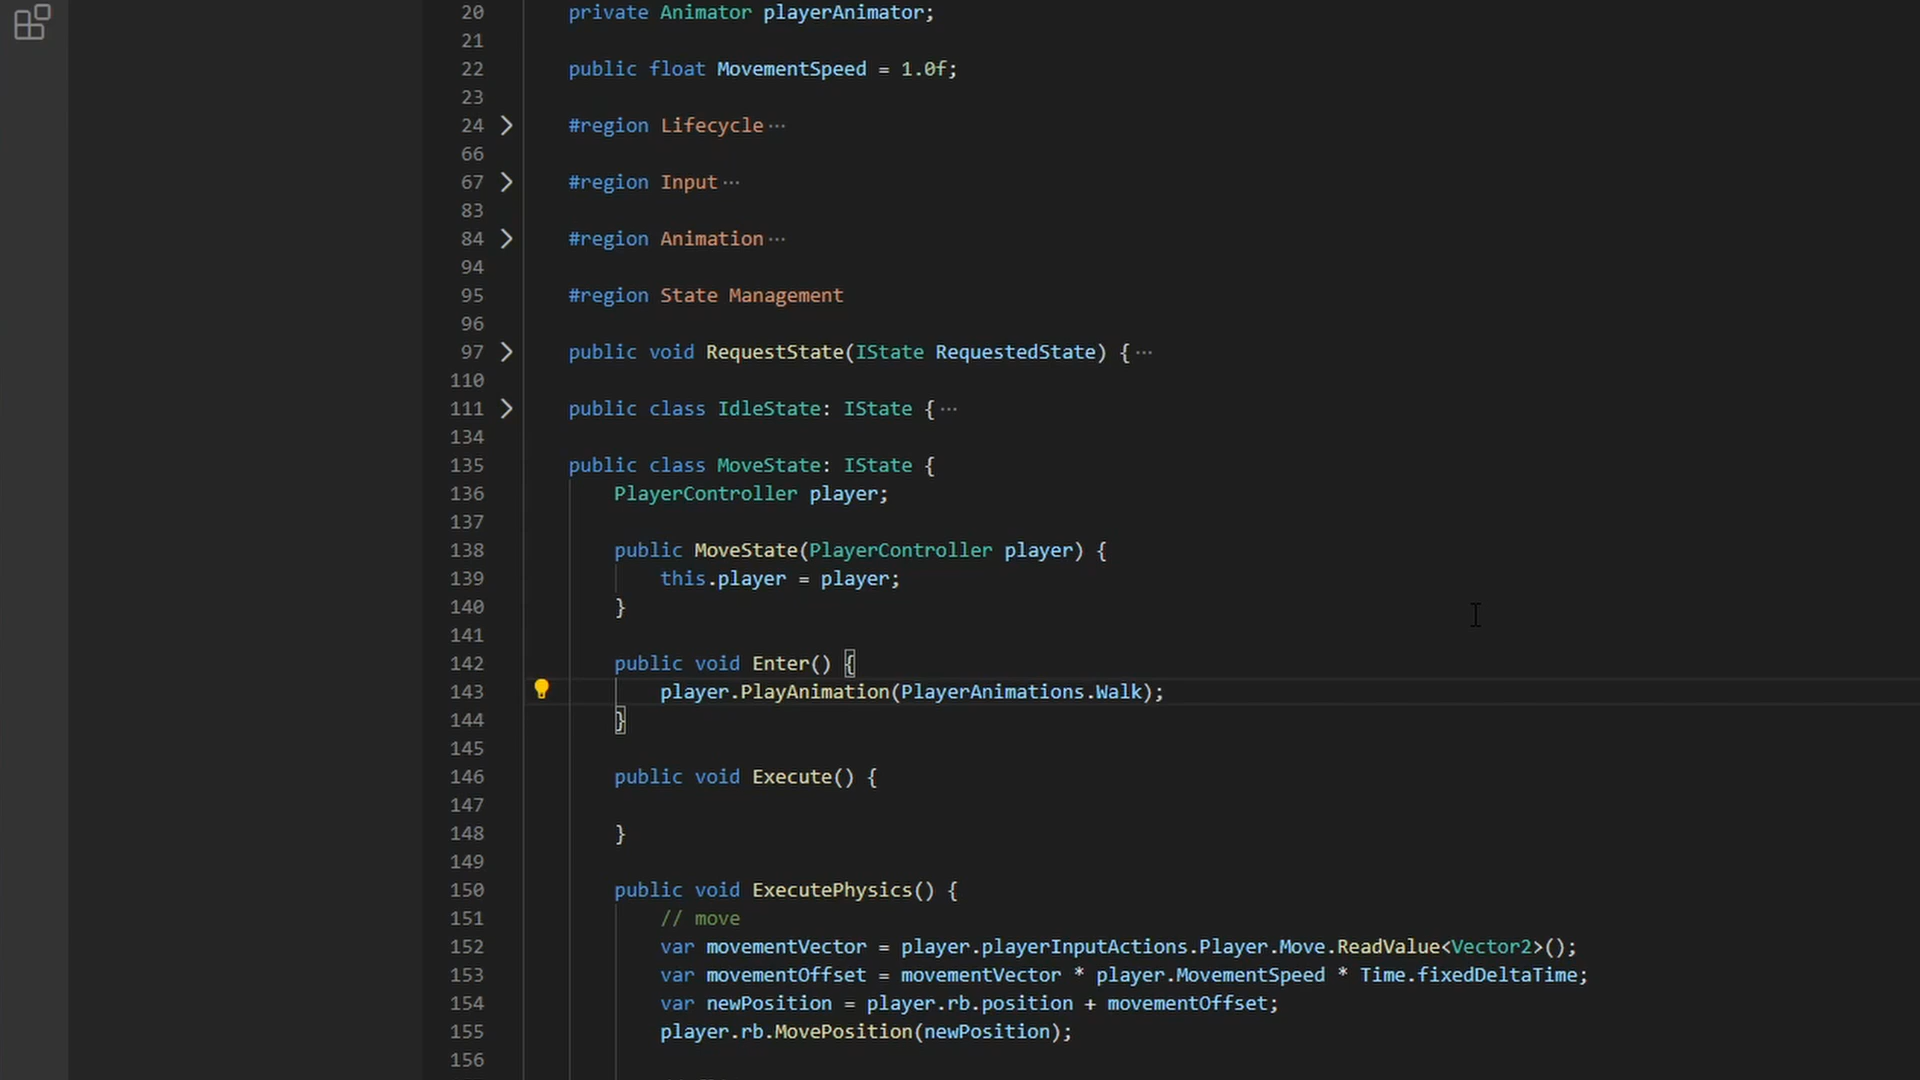 20 private Animator playerAnimator;
21
22 public float MovementSpeed = 1.0f;
23
24 #region Lifecycle ···
66
67 #region Input ···
83
84 #region Animation ···
94
95 #region State Management
96
97 public void RequestState(IState RequestedState) { ···
110
111 public class IdleState: IState { ···
134
135 public class MoveState: IState {
136 PlayerController player;
137
138 public MoveState(PlayerController player) {
139 this.player = player;
140 }
141
142 public void Enter() {
143 player.PlayAnimation(PlayerAnimations.Walk);
144 }
145
146 public void Execute() {
147
148 }
149
150 public void ExecutePhysics() {
151 // move
152 var movementVector = player.playerInputActions.Player.Move.ReadValue<Vector2>();
153 var movementOffset = movementVector * player.MovementSpeed * Time.fixedDeltaTime;
154 var newPosition = player.rb.position + movementOffset;
155 player.rb.MovePosition(newPosition);
156